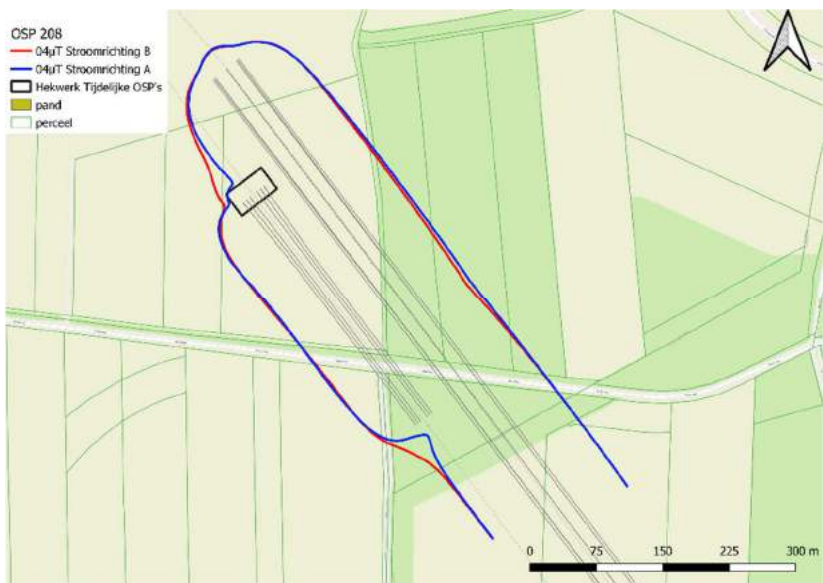 OSP 208
04µT Stroomrichting B
04µT Stroomrichting A
Hekwerk Tijdelijke OSP's
pand
perceel
0 75 150 225 300 m